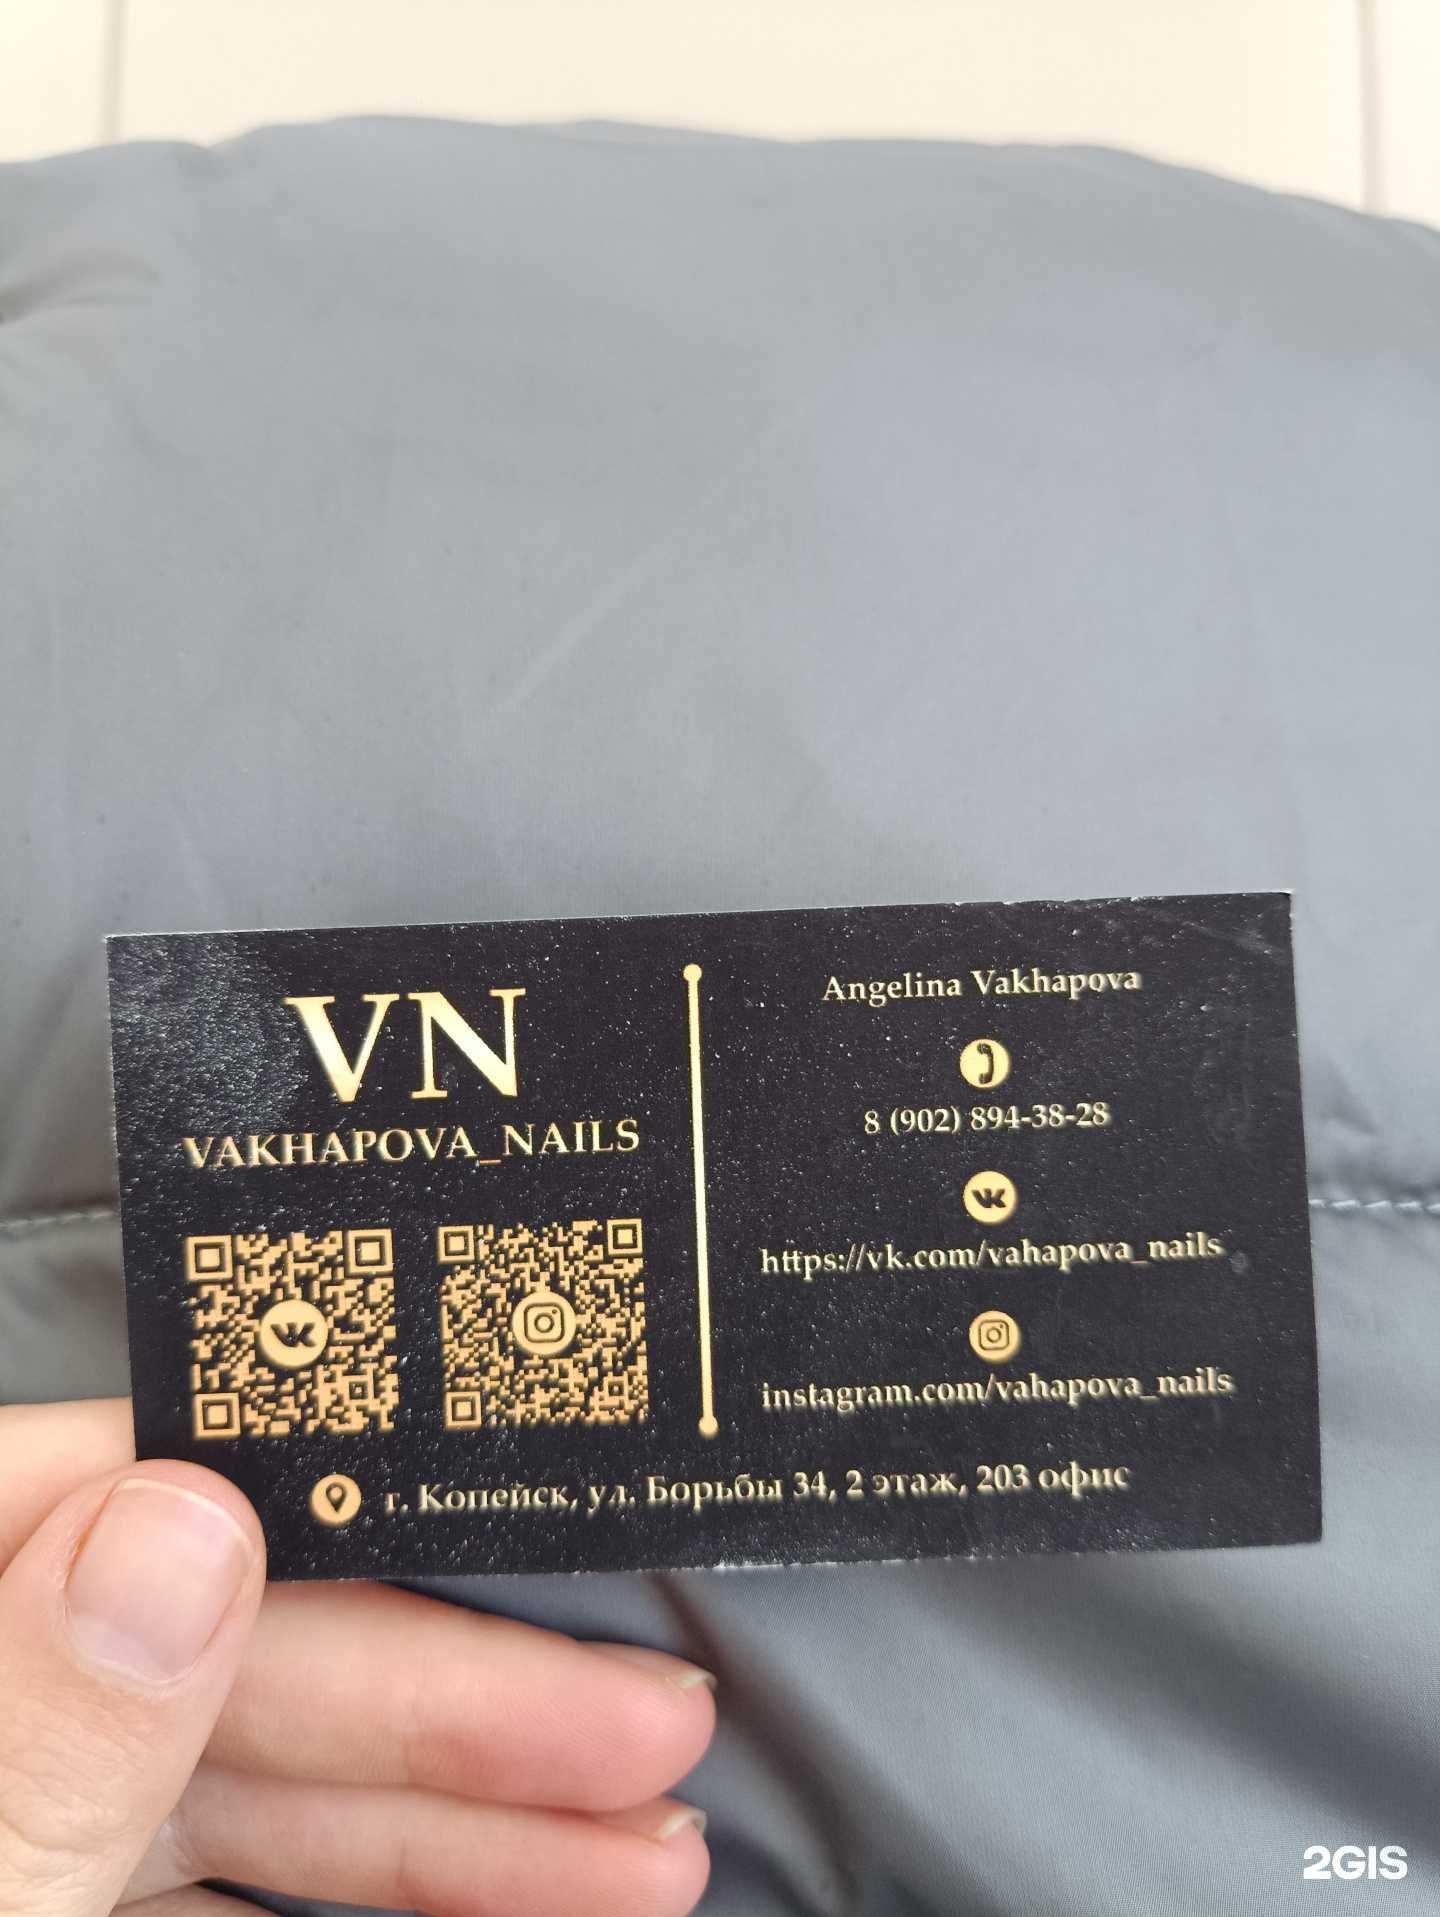 VN
VAKHAPOVA_NAILS
Angelina Vakhapova
8 (902) 894-38-28
https://vk.com/vahapova_nails
instagram.com/vahapova_nails
г. Копейск, ул. Борьбы 34, 2 этаж, 203 офис
2GIS